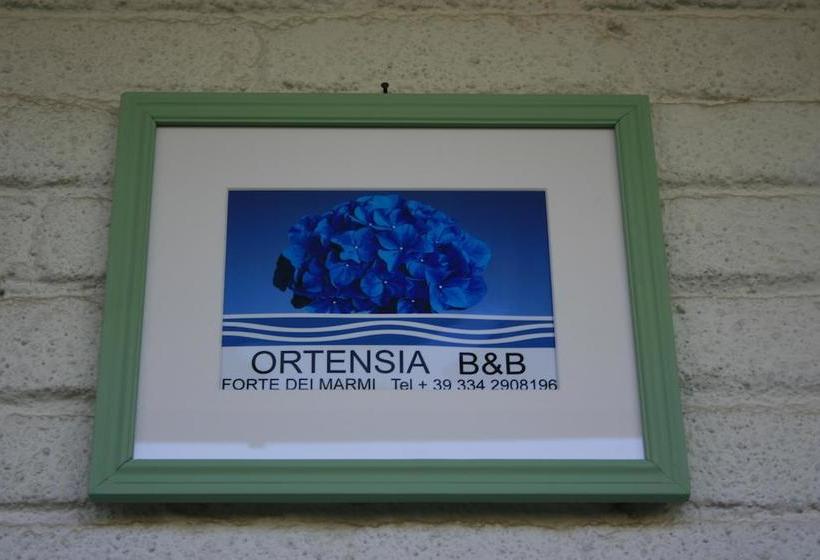 ORTENSIA B&B
FORTE DEI MARMI Tel + 39 334 2908196